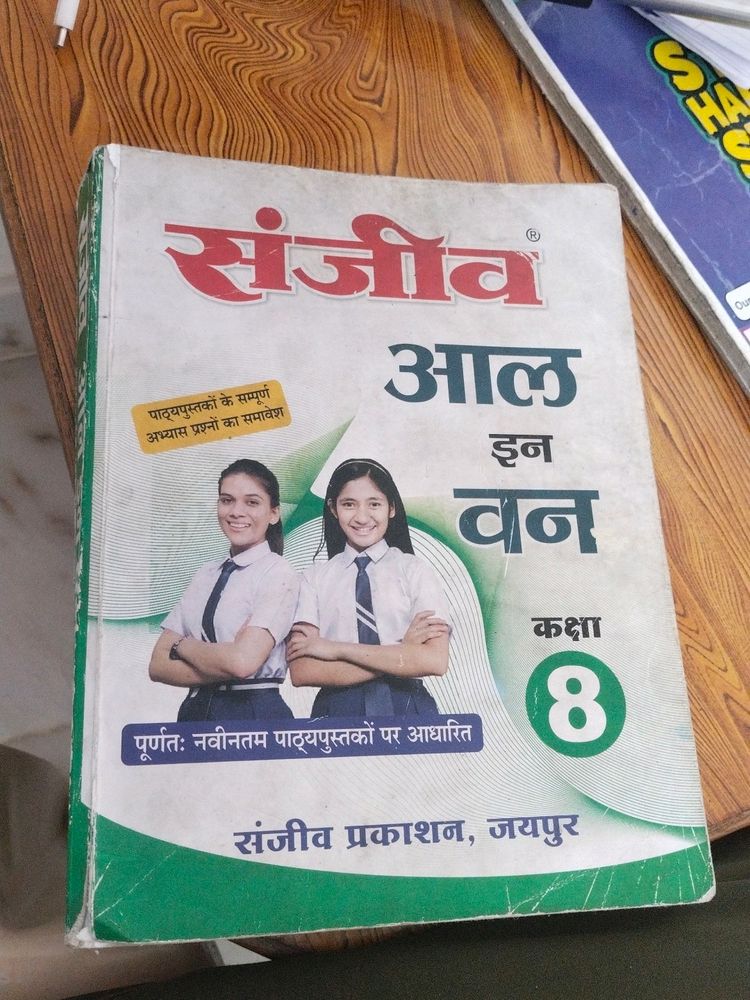 संजीव ®
आल
इन
वन
पाठ्यपुस्तकों के सम्पूर्ण
अभ्यास प्रश्नों का समावेश
कक्षा
8
पूर्णतः नवीनतम पाठ्यपुस्तकों पर आधारित
संजीव प्रकाशन, जयपुर